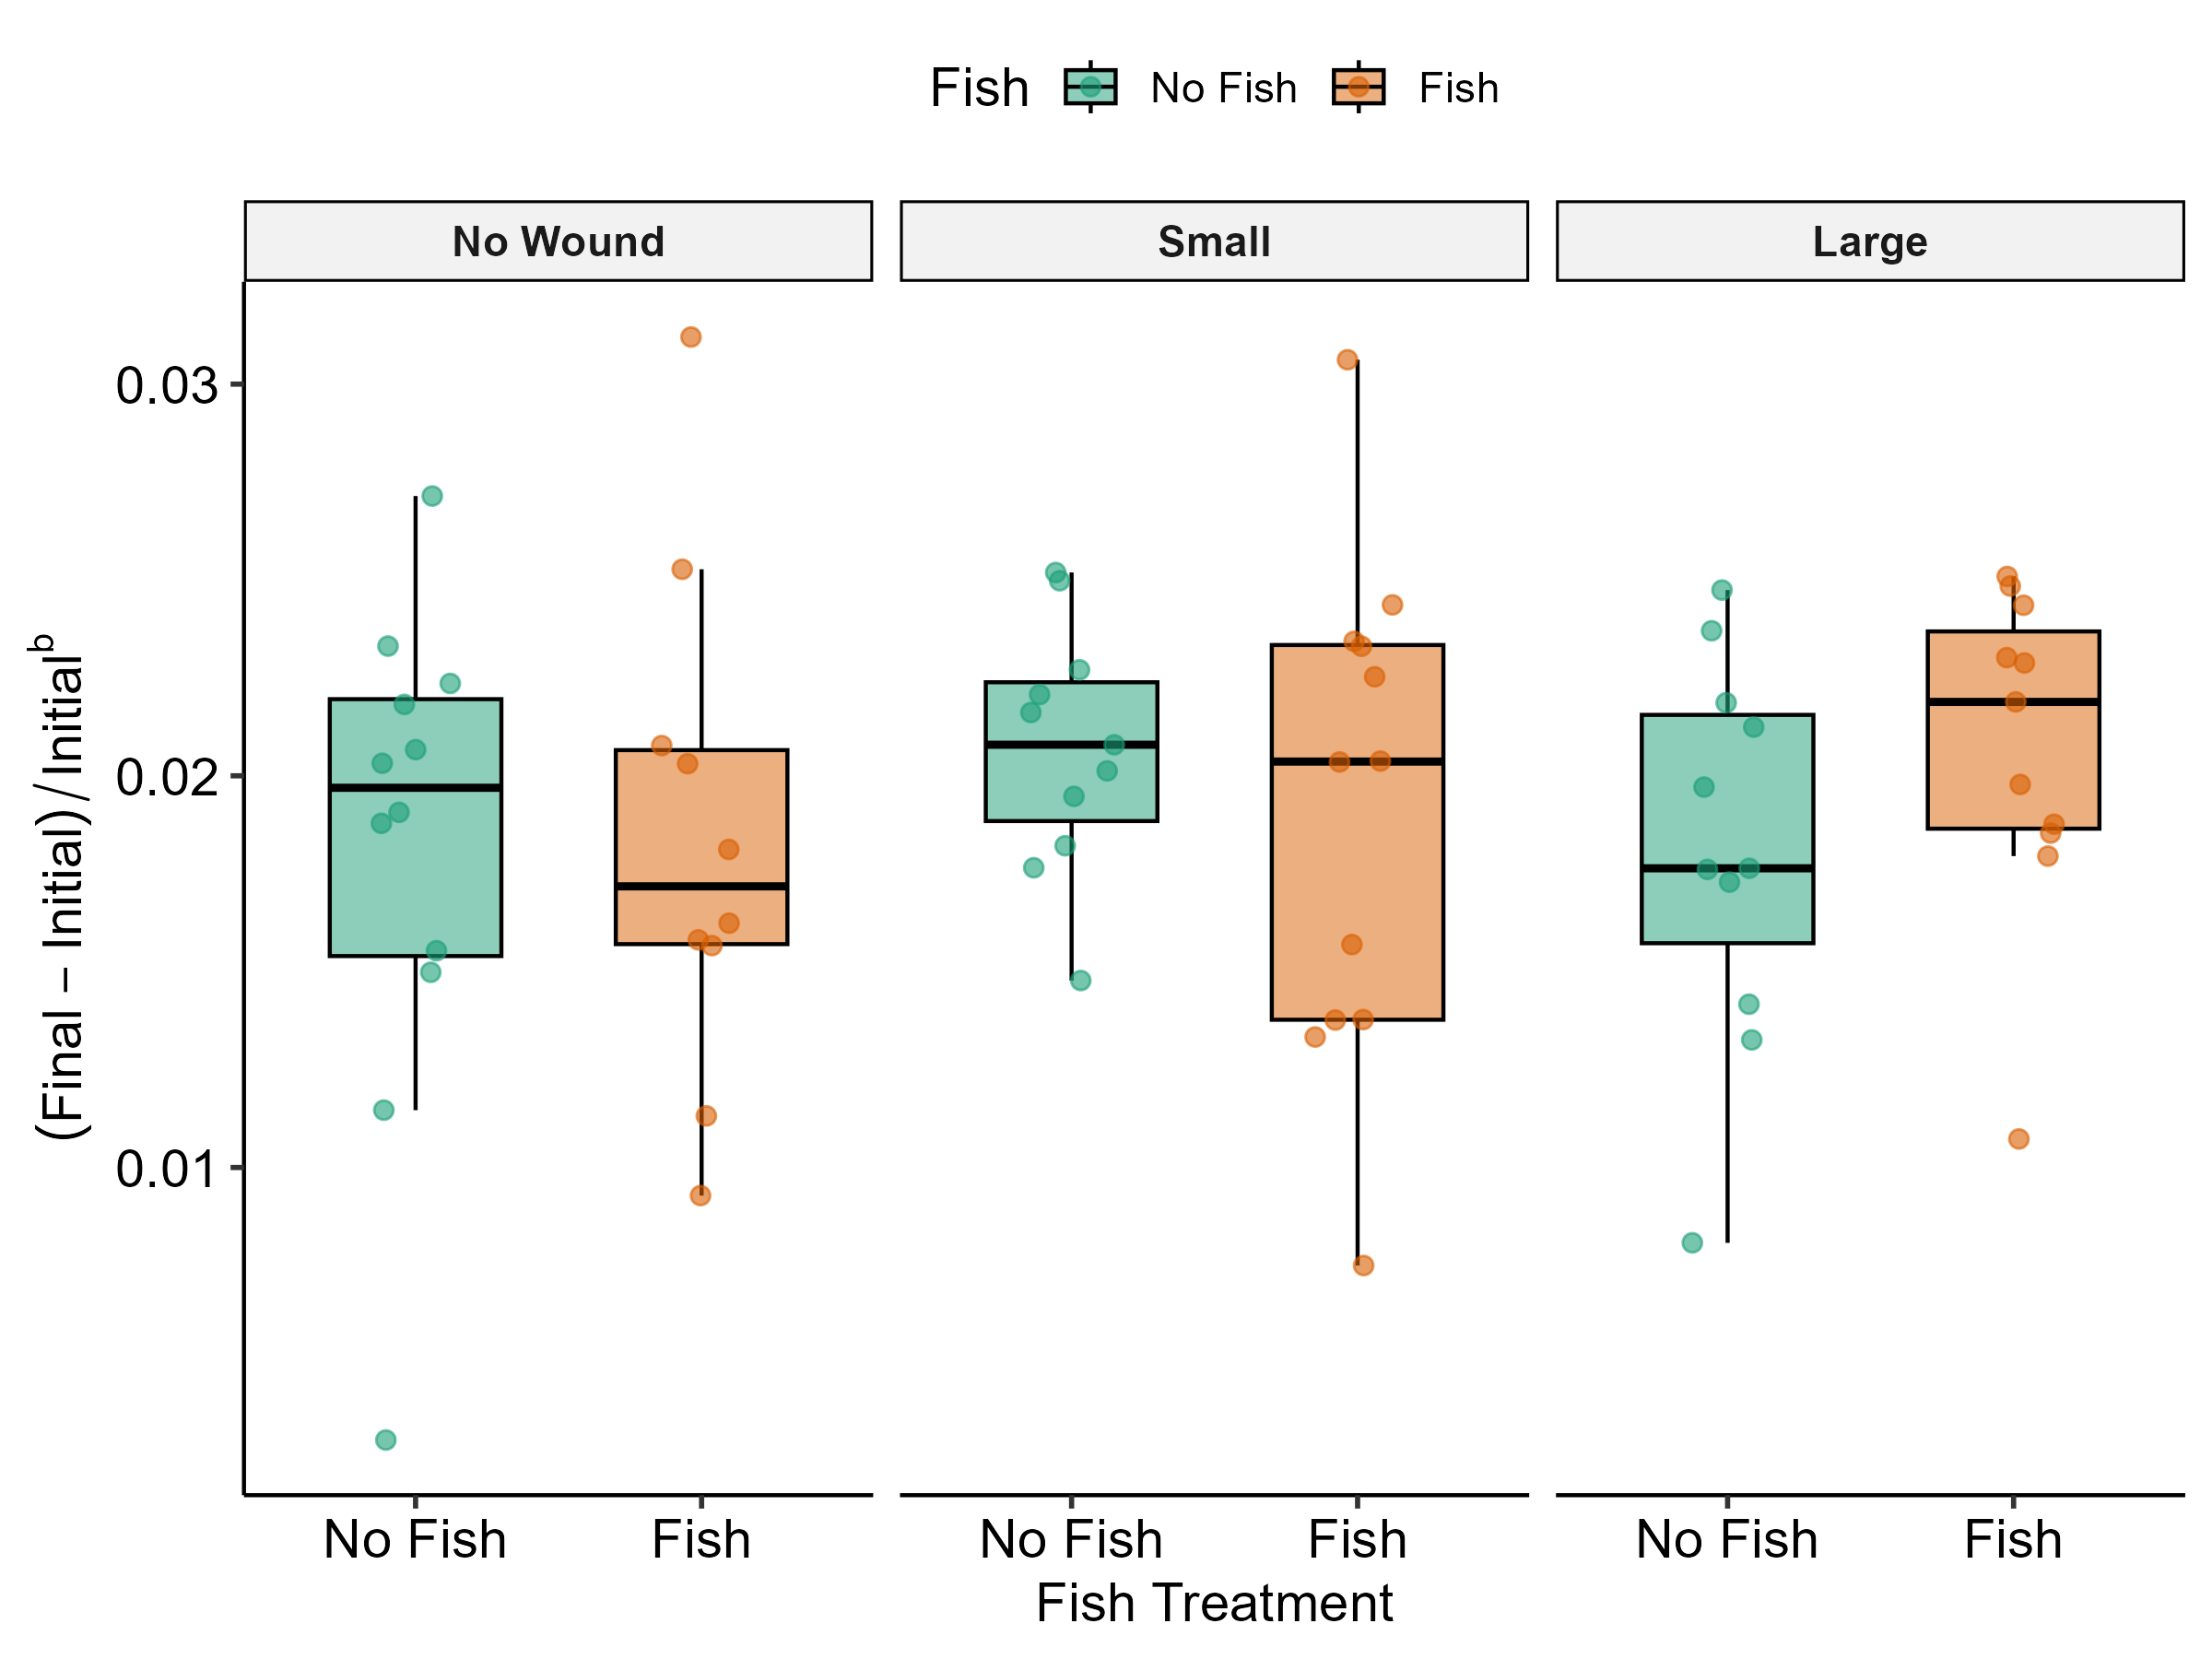 Fish No Fish Fish
No Wound Small Large
(Final − Initial) / Initialᵇ
0.03
0.02
0.01
No Fish Fish No Fish Fish No Fish Fish
Fish Treatment